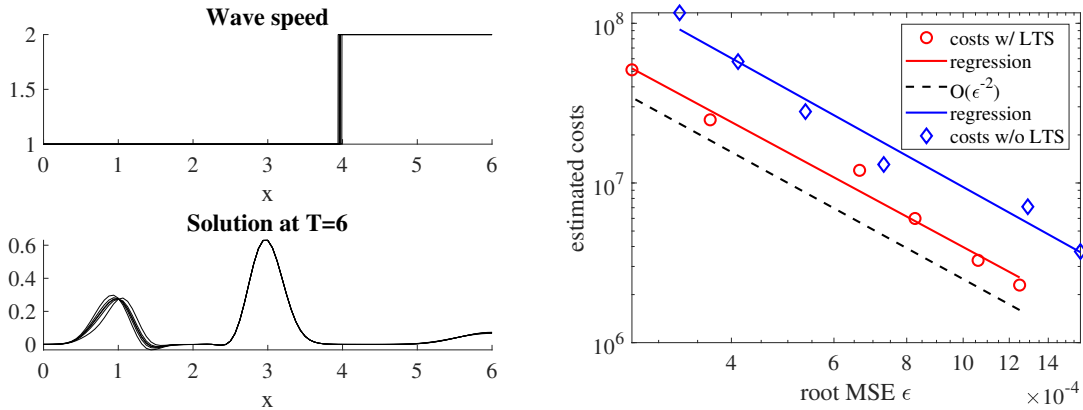 Wave speed
2
1
0 1 2 3 4 5 6
x
Solution at T=6
0.6
0.4
0.2
0
0 1 2 3 4 5 6
x
10^8
10^7
10^6
estimated costs
costs w/ LTS
regression
O(ϵ^-2)
regression
costs w/o LTS
4 6 8 10 12 14
root MSE ϵ
×10^-4